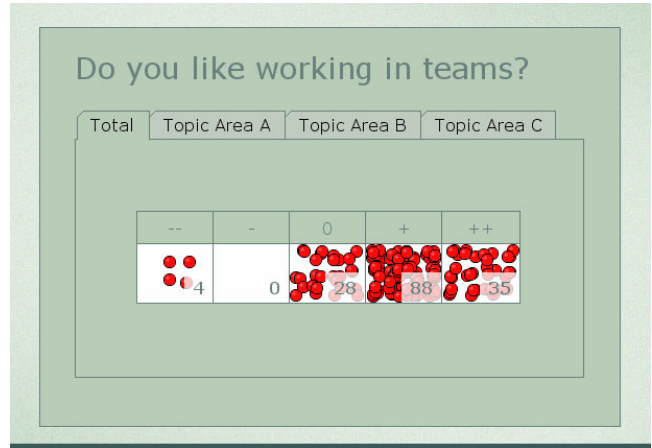 Do you like working in teams?
Total Topic Area A Topic Area B Topic Area C
-- - 0 + ++
4 0 28 88 35